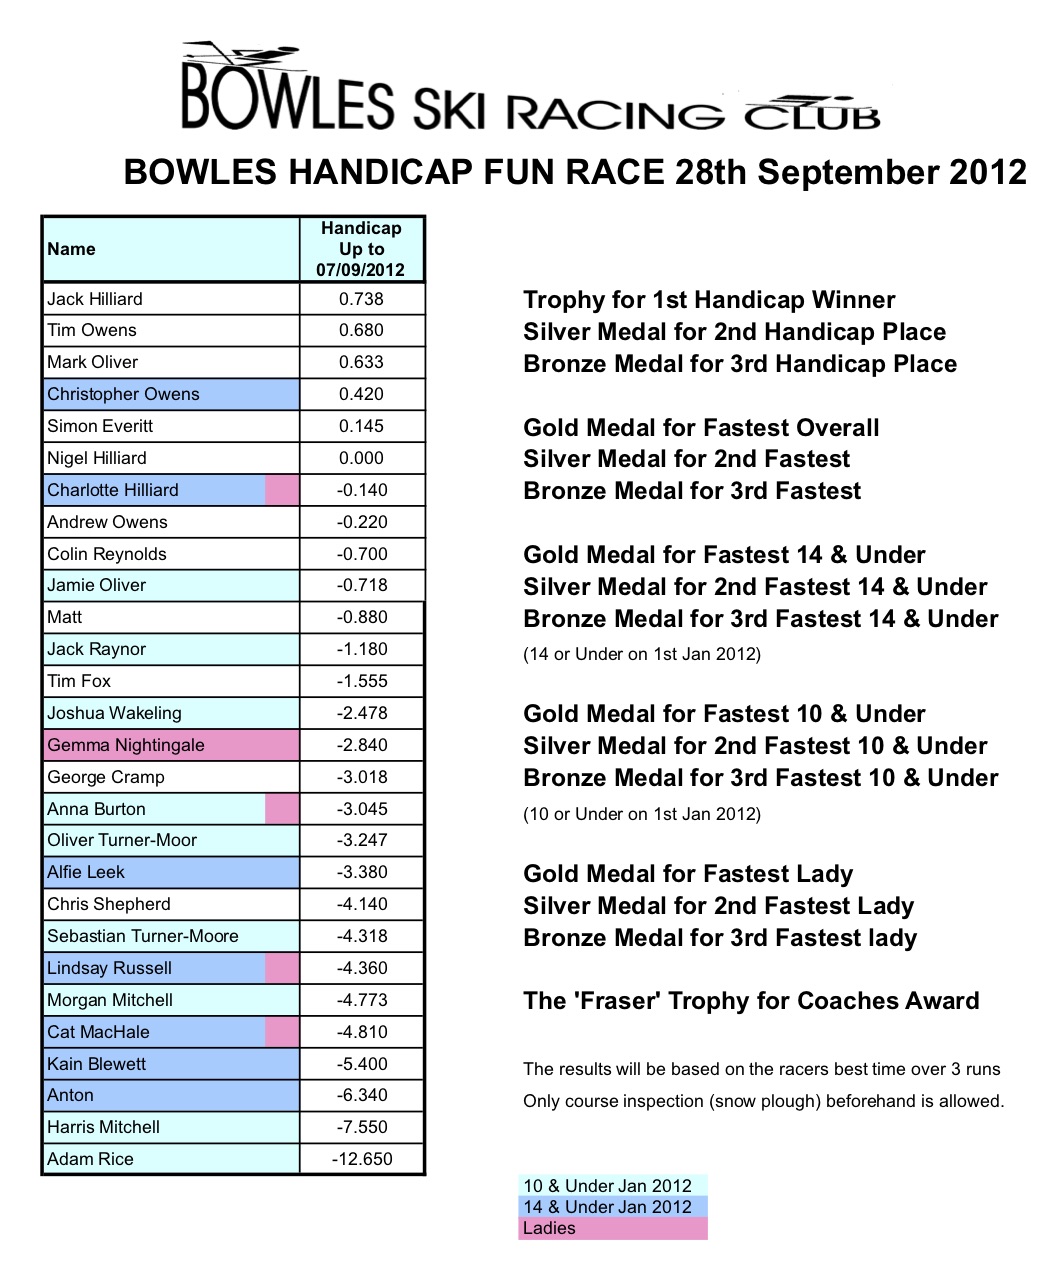 BOWLES SKI RACING CLUB
BOWLES HANDICAP FUN RACE 28th September 2012
Name Handicap Up to 07/09/2012
Jack Hilliard 0.738
Tim Owens 0.680
Mark Oliver 0.633
Christopher Owens 0.420
Simon Everitt 0.145
Nigel Hilliard 0.000
Charlotte Hilliard -0.140
Andrew Owens -0.220
Colin Reynolds -0.700
Jamie Oliver -0.718
Matt -0.880
Jack Raynor -1.180
Tim Fox -1.555
Joshua Wakeling -2.478
Gemma Nightingale -2.840
George Cramp -3.018
Anna Burton -3.045
Oliver Turner-Moor -3.247
Alfie Leek -3.380
Chris Shepherd -4.140
Sebastian Turner-Moore -4.318
Lindsay Russell -4.360
Morgan Mitchell -4.773
Cat MacHale -4.810
Kain Blewett -5.400
Anton -6.340
Harris Mitchell -7.550
Adam Rice -12.650
Trophy for 1st Handicap Winner
Silver Medal for 2nd Handicap Place
Bronze Medal for 3rd Handicap Place
Gold Medal for Fastest Overall
Silver Medal for 2nd Fastest
Bronze Medal for 3rd Fastest
Gold Medal for Fastest 14 & Under
Silver Medal for 2nd Fastest 14 & Under
Bronze Medal for 3rd Fastest 14 & Under
(14 or Under on 1st Jan 2012)
Gold Medal for Fastest 10 & Under
Silver Medal for 2nd Fastest 10 & Under
Bronze Medal for 3rd Fastest 10 & Under
(10 or Under on 1st Jan 2012)
Gold Medal for Fastest Lady
Silver Medal for 2nd Fastest Lady
Bronze Medal for 3rd Fastest lady
The 'Fraser' Trophy for Coaches Award
The results will be based on the racers best time over 3 runs
Only course inspection (snow plough) beforehand is allowed.
10 & Under Jan 2012
14 & Under Jan 2012
Ladies